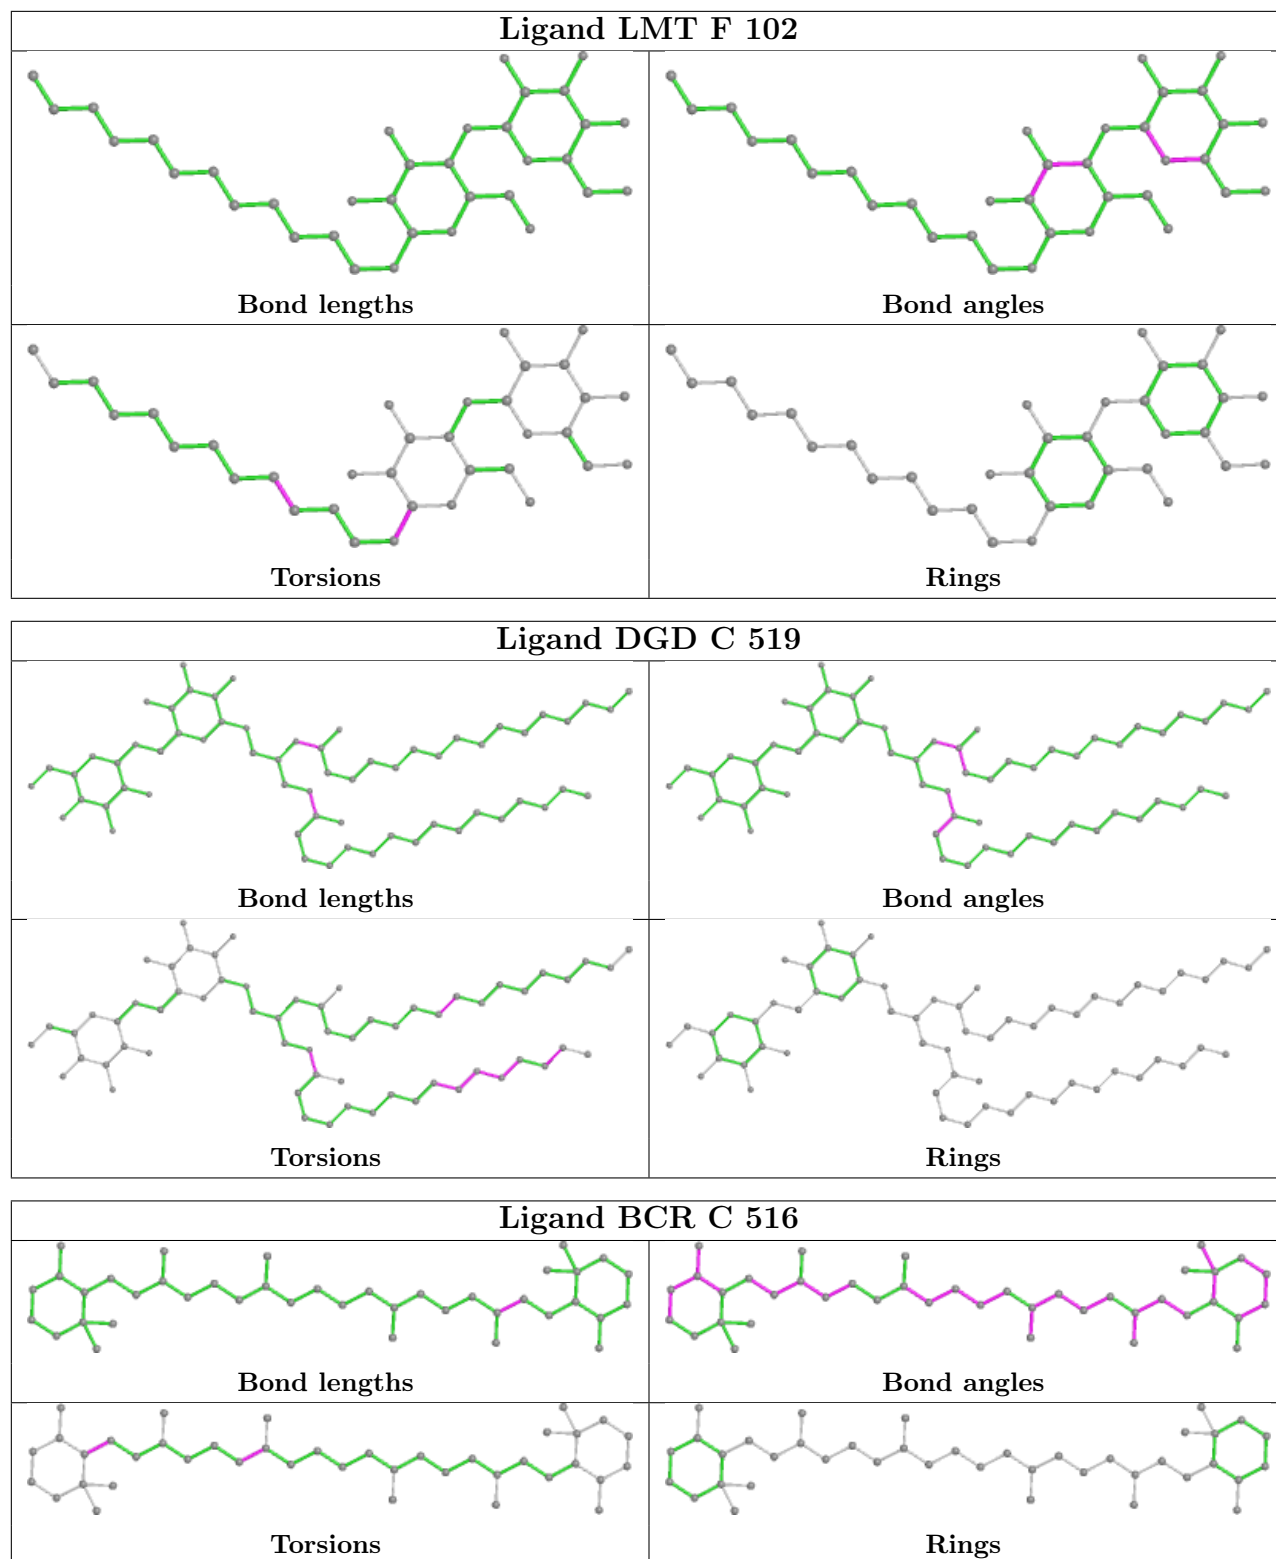 Ligand LMT F 102
Bond lengths
Bond angles
Torsions
Rings
Ligand DGD C 519
Bond lengths
Bond angles
Torsions
Rings
Ligand BCR C 516
Bond lengths
Bond angles
Torsions
Rings